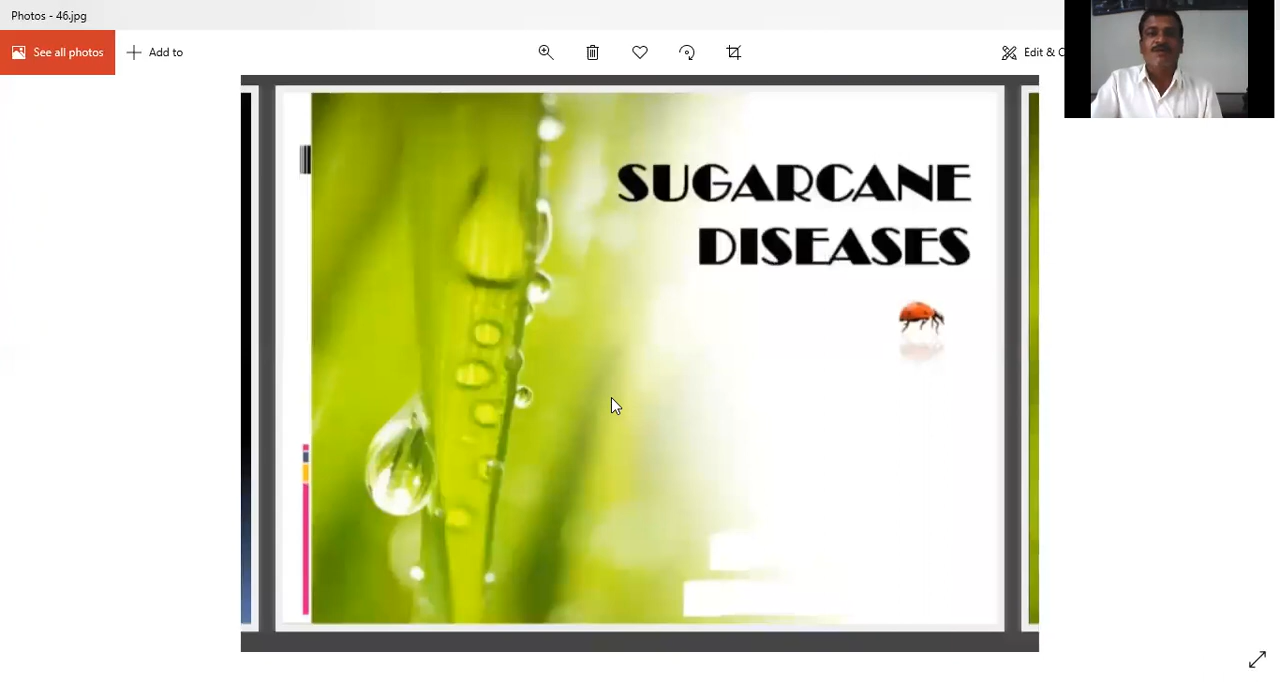 Photos - 46.jpg
See all photos
Add to
Edit & C
SUGARCANE
DISEASES